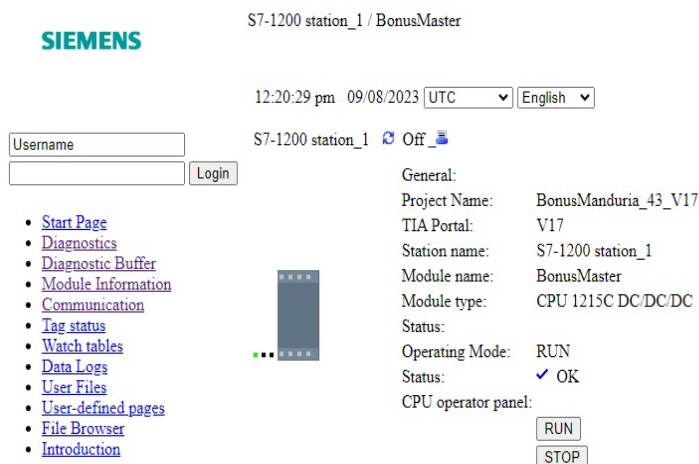 S7-1200 station_1 / BonusMaster
SIEMENS
12:20:29 pm 09/08/2023 UTC English
S7-1200 station_1 Off
Username
Login
Start Page
Diagnostics
Diagnostic Buffer
Module Information
Communication
Tag status
Watch tables
Data Logs
User Files
User-defined pages
File Browser
Introduction
General:
Project Name: BonusManduria_43_V17
TIA Portal: V17
Station name: S7-1200 station_1
Module name: BonusMaster
Module type: CPU 1215C DC/DC/DC
Status:
Operating Mode: RUN
Status: ✓ OK
CPU operator panel:
RUN
STOP